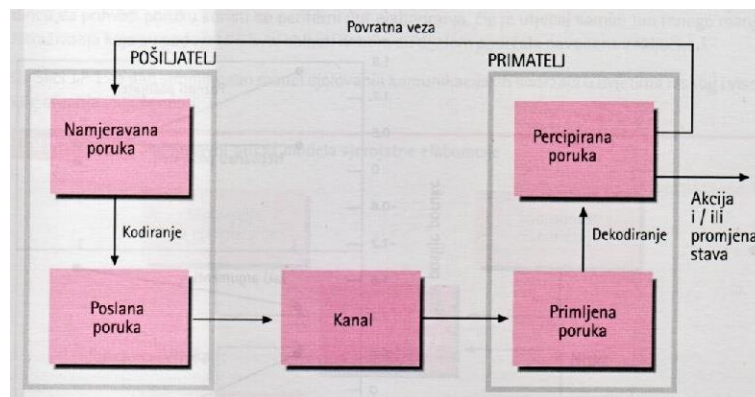 Povratna veza
POŠILJATELJ
PRIMATELJ
Namjeravana
poruka
Percipirana
poruka
Akcija
i / ili
promjena
stava
Kodiranje
Dekodiranje
Poslana
poruka
Kanal
Primljena
poruka